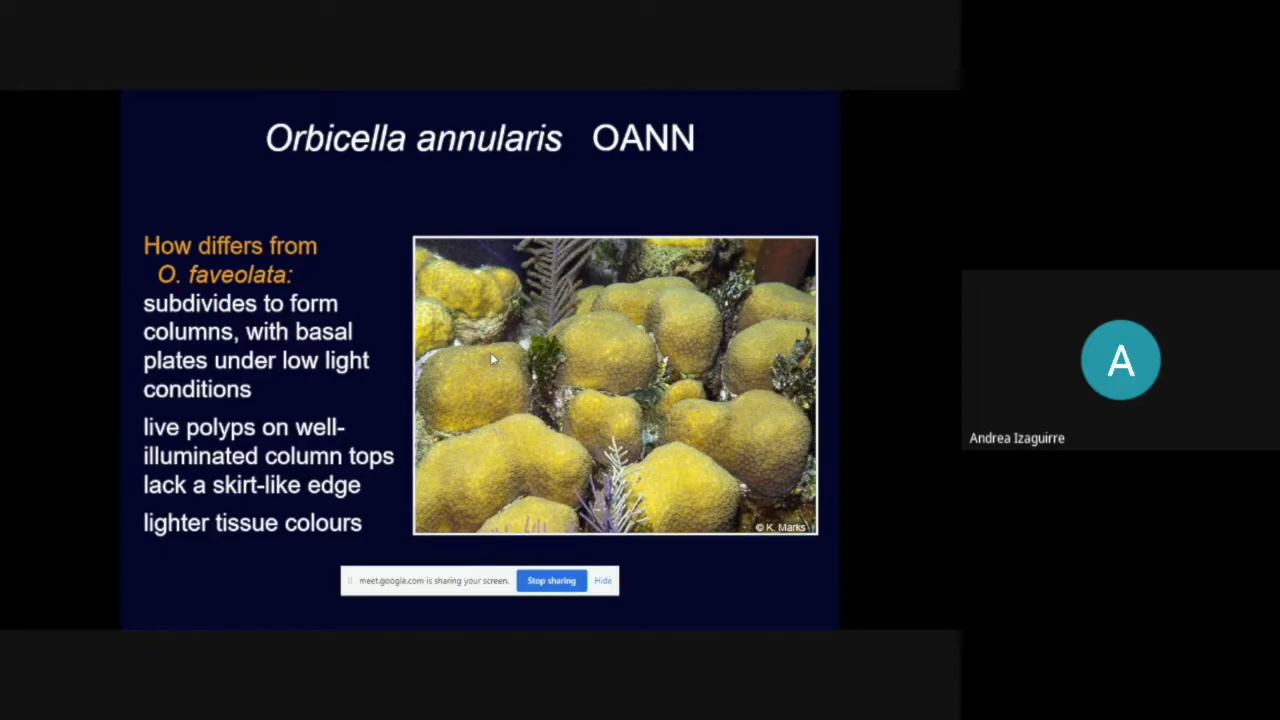 Orbicella annularis OANN
How differs from
O. faveolata:
subdivides to form
columns, with basal
plates under low light
conditions
live polyps on well-
illuminated column tops
lack a skirt-like edge
lighter tissue colours
© K. Marks
meet.google.com is sharing your screen. Stop sharing Hide
A
Andrea Izaguirre